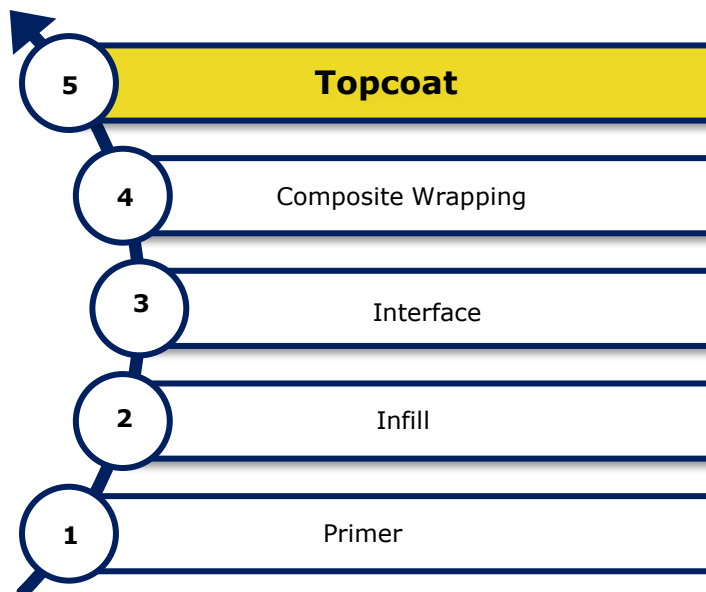 5 Topcoat
4 Composite Wrapping
3 Interface
2 Infill
1 Primer